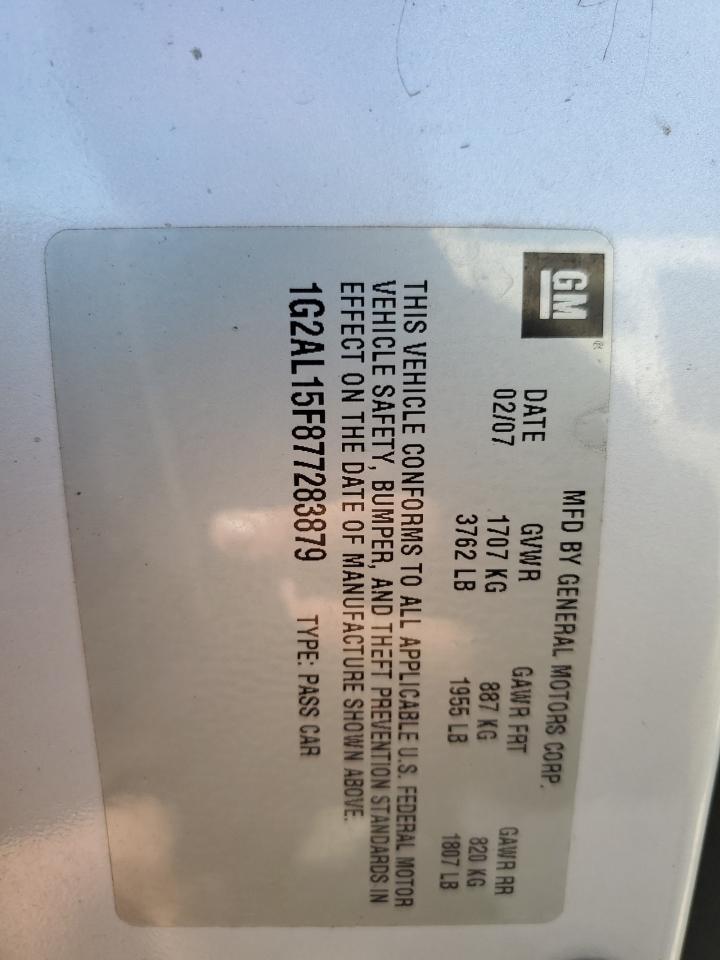 GM
MFD BY GENERAL MOTORS CORP.
DATE GVWR GAWR FRT GAWR RR
02/07 1707 KG 887 KG 820 KG
3762 LB 1955 LB 1807 LB
THIS VEHICLE CONFORMS TO ALL APPLICABLE U.S. FEDERAL MOTOR
VEHICLE SAFETY, BUMPER, AND THEFT PREVENTION STANDARDS IN
EFFECT ON THE DATE OF MANUFACTURE SHOWN ABOVE.
1G2AL15F877283879 TYPE: PASS CAR